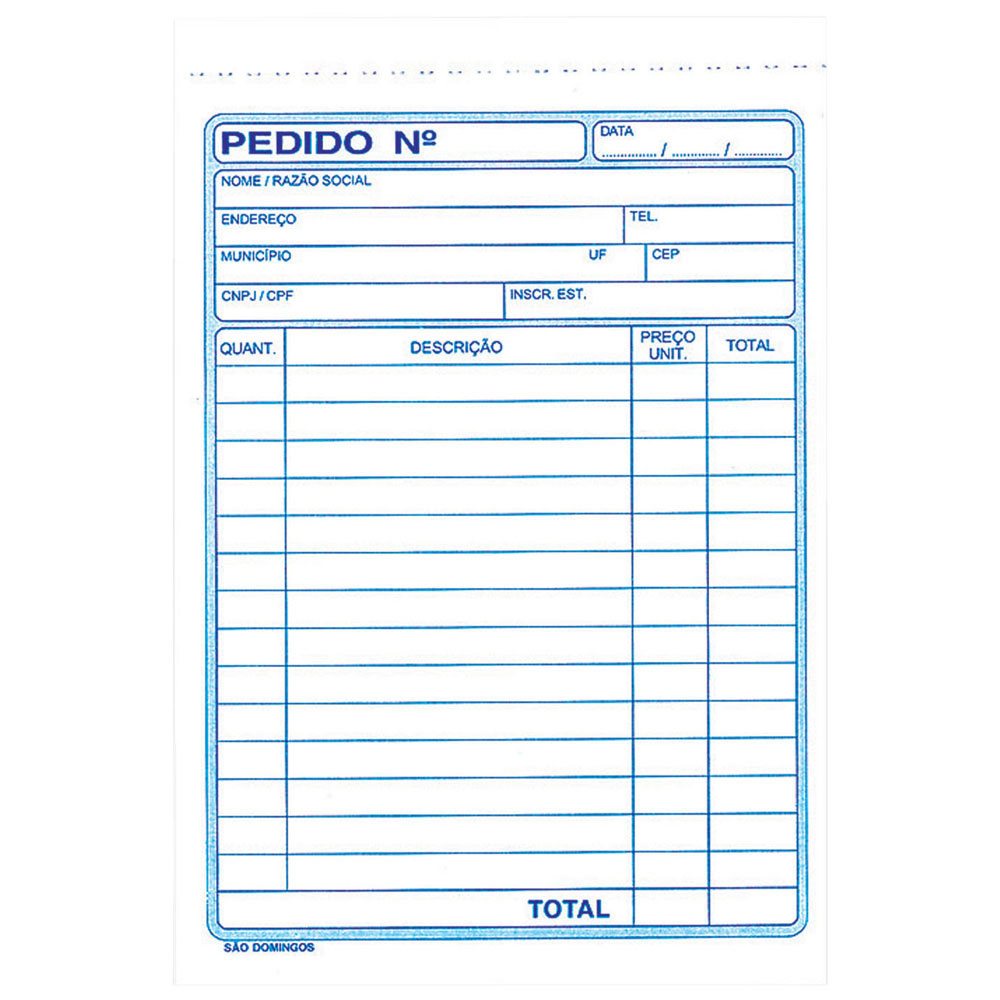 PEDIDO Nº
DATA
............... / ............. / .............
NOME / RAZÃO SOCIAL
ENDEREÇO TEL.
MUNICÍPIO UF CEP
CNPJ / CPF INSCR. EST.
QUANT. DESCRIÇÃO PREÇO UNIT. TOTAL
TOTAL
SÃO DOMINGOS